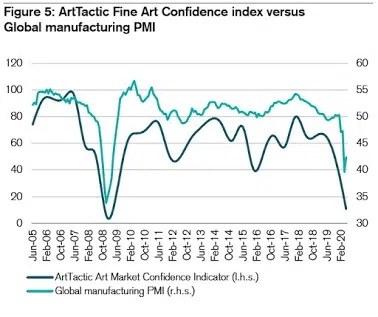 Figure 5: ArtTactic Fine Art Confidence index versus
Global manufacturing PMI
120
60
100
55
80
50
60
45
40
40
20
35
0
30
Jun-05
Feb-06
Oct-06
Jun-07
Feb-08
Oct-08
Jun-09
Feb-10
Oct-10
Jun-11
Feb-12
Oct-12
Jun-13
Feb-14
Oct-14
Jun-15
Feb-16
Oct-16
Jun-17
Feb-18
Oct-18
Jun-19
Feb-20
ArtTactic Art Market Confidence Indicator (l.h.s.)
Global manufacturing PMI (r.h.s.)